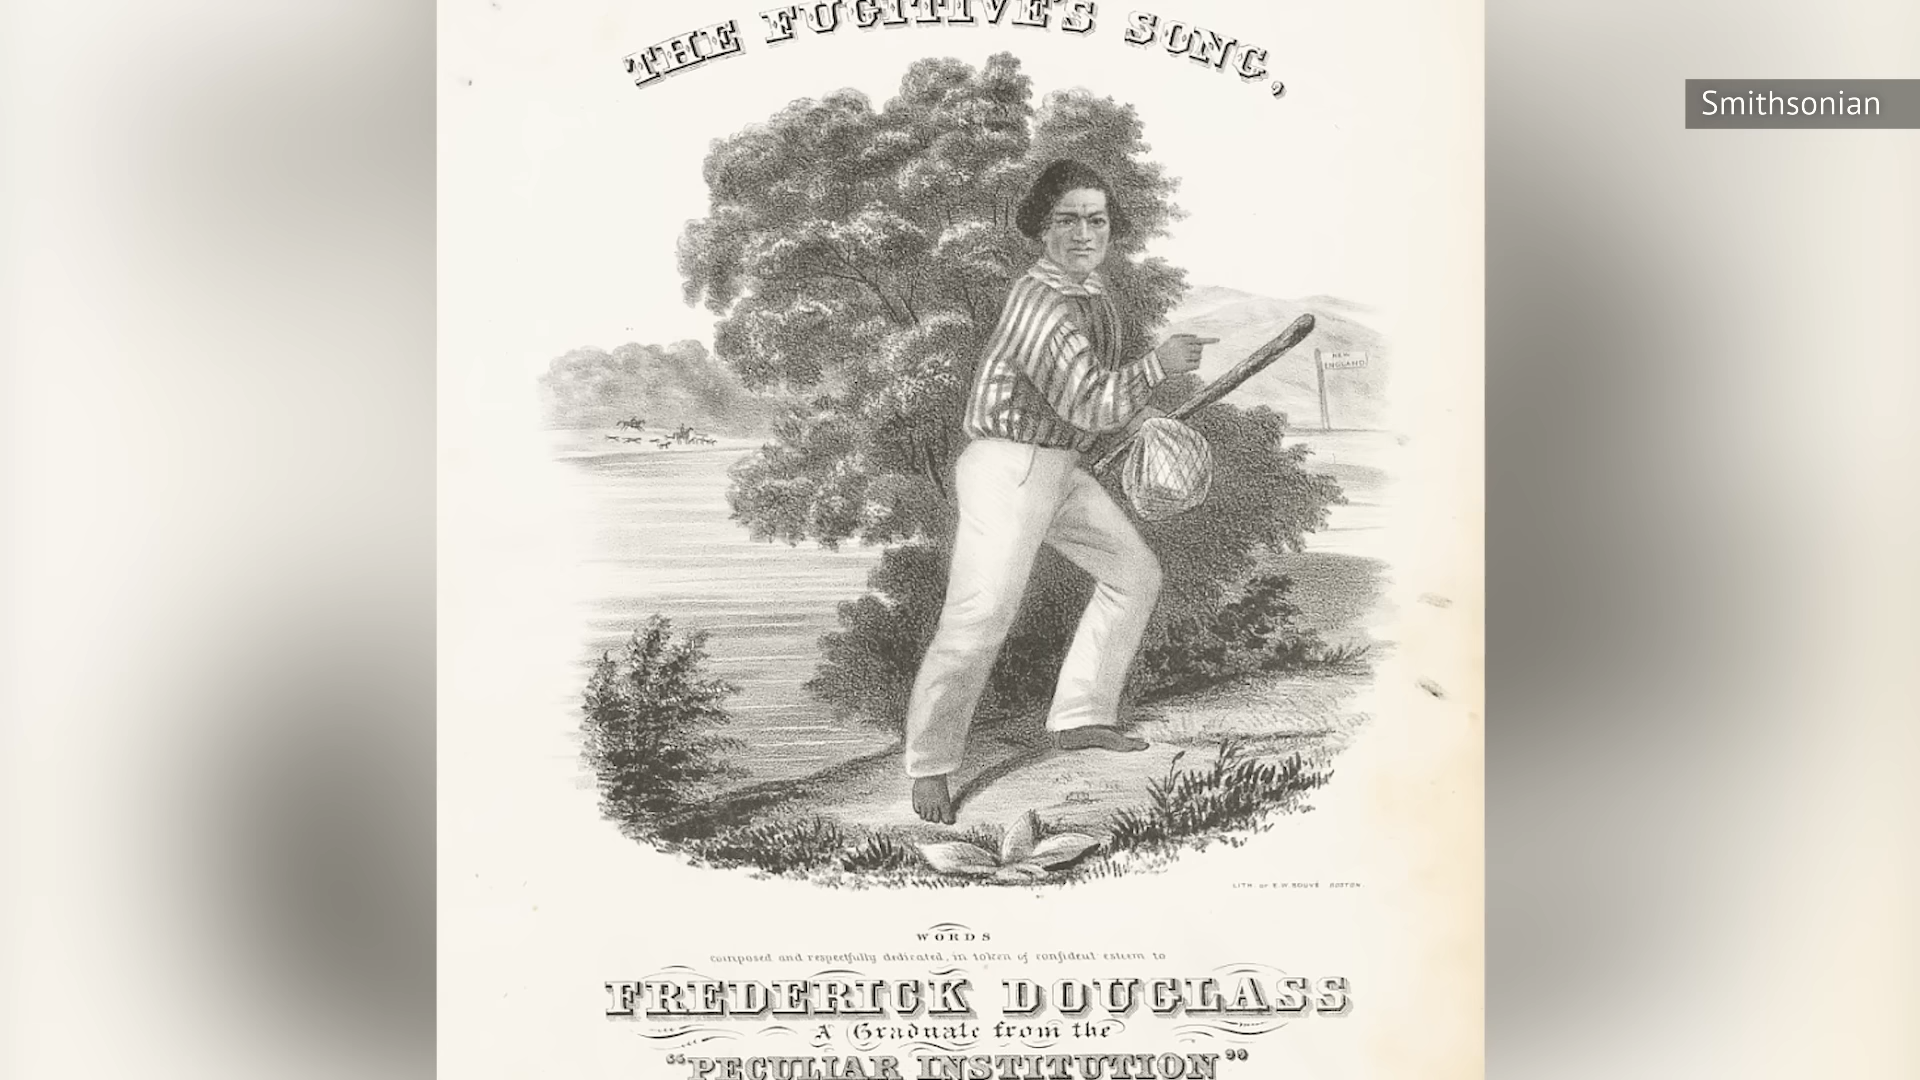 THE FUGITIVE'S SONG,
Smithsonian
NEW
ENGLAND
LITH. OF E.W. BOUVÉ BOSTON.
WORDS
composed and respectfully dedicated, in token of confident esteem to
FREDERICK DOUGLASS
A Graduate from the
"PECULIAR INSTITUTION"